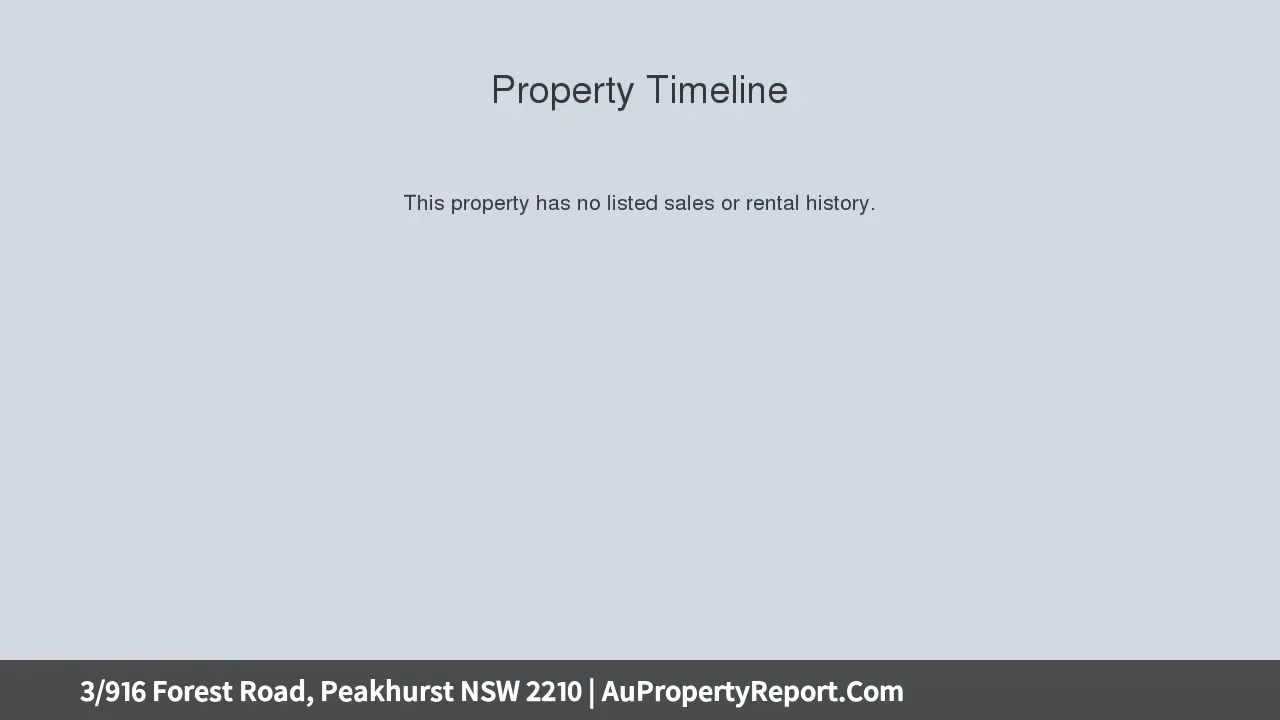 Property Timeline
This property has no listed sales or rental history.
3/916 Forest Road, Peakhurst NSW 2210 | AuPropertyReport.Com